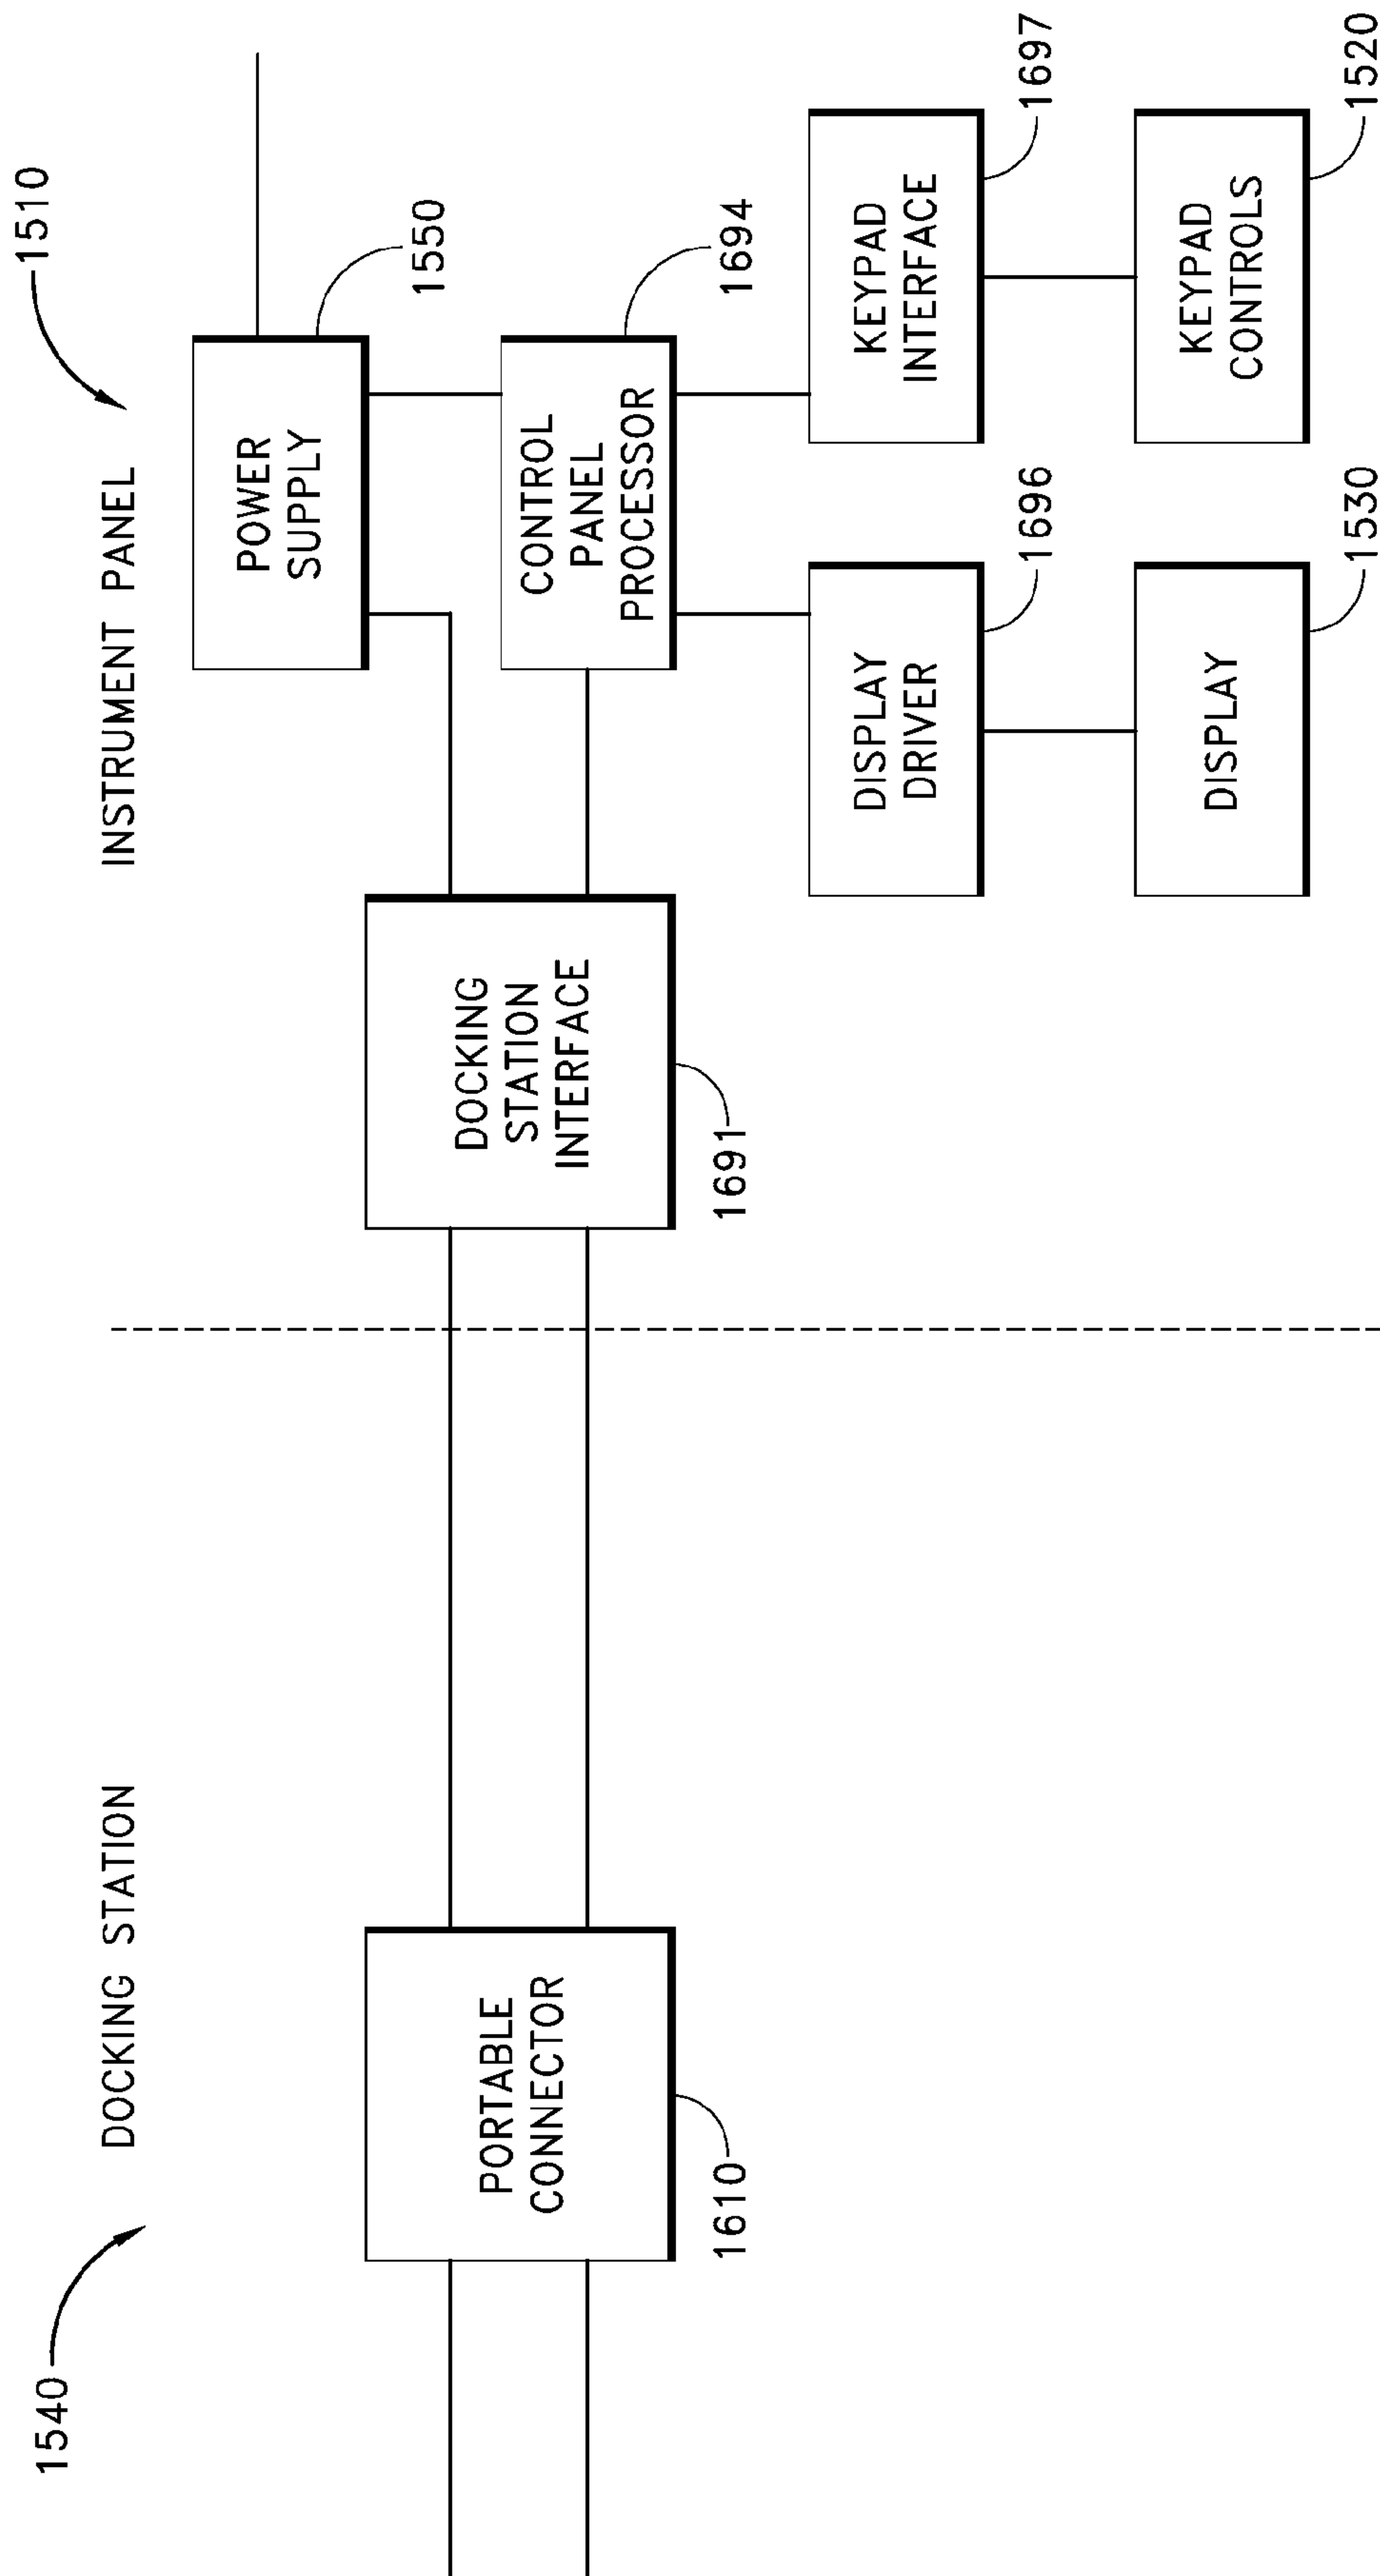 1540
DOCKING STATION
PORTABLE
CONNECTOR
1610
1510
INSTRUMENT PANEL
POWER
SUPPLY
1550
DOCKING
STATION
INTERFACE
1691
CONTROL
PANEL
PROCESSOR
1694
DISPLAY
DRIVER
1696
KEYPAD
INTERFACE
1697
DISPLAY
1530
KEYPAD
CONTROLS
1520